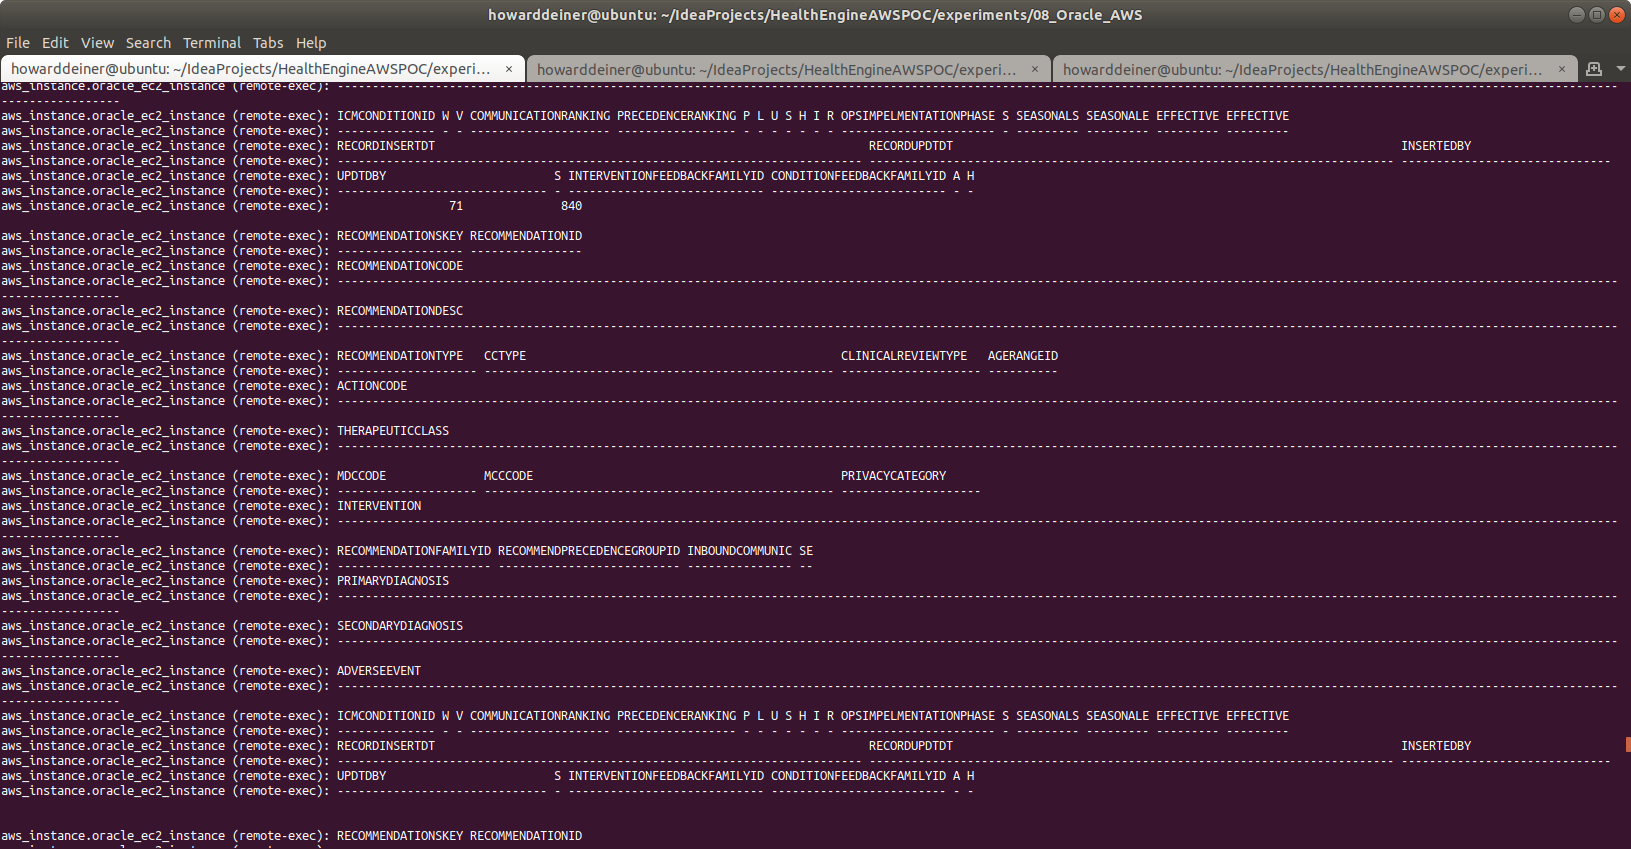 howarddeiner@ubuntu: ~/IdeaProjects/HealthEngineAWSPOC/experiments/08_Oracle_AWS
File Edit View Search Terminal Tabs Help
howarddeiner@ubuntu: ~/IdeaProjects/HealthEngineAWSPOC/experi... × howarddeiner@ubuntu: ~/IdeaProjects/HealthEngineAWSPOC/experi... × howarddeiner@ubuntu: ~/IdeaProjects/HealthEngineAWSPOC/experi... ×
aws_instance.oracle_ec2_instance (remote-exec): ----------
-----------------
aws_instance.oracle_ec2_instance (remote-exec): ICMCONDITIONID W V COMMUNICATIONRANKING PRECEDENCERANKING P L U S H I R OPSIMPELMENTATIONPHASE S SEASONALS SEASONALE EFFECTIVE EFFECTIVE
aws_instance.oracle_ec2_instance (remote-exec): -------------- - - -------------------- ----------------- - - - - - - - ---------------------- - --------- --------- --------- ---------
aws_instance.oracle_ec2_instance (remote-exec): RECORDINSERTDT RECORDUPDTDT INSERTEDBY
aws_instance.oracle_ec2_instance (remote-exec): ---------- ---------- ----------
aws_instance.oracle_ec2_instance (remote-exec): UPDTDBY S INTERVENTIONFEEDBACKFAMILYID CONDITIONFEEDBACKFAMILYID A H
aws_instance.oracle_ec2_instance (remote-exec): ------------------------------ - ---------------------------- ------------------------- - -
aws_instance.oracle_ec2_instance (remote-exec): 71 840
aws_instance.oracle_ec2_instance (remote-exec): RECOMMENDATIONSKEY RECOMMENDATIONID
aws_instance.oracle_ec2_instance (remote-exec): ------------------ ----------------
aws_instance.oracle_ec2_instance (remote-exec): RECOMMENDATIONCODE
aws_instance.oracle_ec2_instance (remote-exec): ----------
-----------------
aws_instance.oracle_ec2_instance (remote-exec): RECOMMENDATIONDESC
aws_instance.oracle_ec2_instance (remote-exec): ----------
-----------------
aws_instance.oracle_ec2_instance (remote-exec): RECOMMENDATIONTYPE CCTYPE CLINICALREVIEWTYPE AGERANGEID
aws_instance.oracle_ec2_instance (remote-exec): -------------------- -------------------------------------------------- -------------------- ----------
aws_instance.oracle_ec2_instance (remote-exec): ACTIONCODE
aws_instance.oracle_ec2_instance (remote-exec): ----------
-----------------
aws_instance.oracle_ec2_instance (remote-exec): THERAPEUTICCLASS
aws_instance.oracle_ec2_instance (remote-exec): ----------
-----------------
aws_instance.oracle_ec2_instance (remote-exec): MDCCODE MCCCODE PRIVACYCATEGORY
aws_instance.oracle_ec2_instance (remote-exec): -------------------- -------------------------------------------------- --------------------
aws_instance.oracle_ec2_instance (remote-exec): INTERVENTION
aws_instance.oracle_ec2_instance (remote-exec): ----------
-----------------
aws_instance.oracle_ec2_instance (remote-exec): RECOMMENDATIONFAMILYID RECOMMENDPRECEDENCEGROUPID INBOUNDCOMMUNIC SE
aws_instance.oracle_ec2_instance (remote-exec): ---------------------- -------------------------- --------------- --
aws_instance.oracle_ec2_instance (remote-exec): PRIMARYDIAGNOSIS
aws_instance.oracle_ec2_instance (remote-exec): ----------
-----------------
aws_instance.oracle_ec2_instance (remote-exec): SECONDARYDIAGNOSIS
aws_instance.oracle_ec2_instance (remote-exec): ----------
-----------------
aws_instance.oracle_ec2_instance (remote-exec): ADVERSEEVENT
aws_instance.oracle_ec2_instance (remote-exec): ----------
-----------------
aws_instance.oracle_ec2_instance (remote-exec): ICMCONDITIONID W V COMMUNICATIONRANKING PRECEDENCERANKING P L U S H I R OPSIMPELMENTATIONPHASE S SEASONALS SEASONALE EFFECTIVE EFFECTIVE
aws_instance.oracle_ec2_instance (remote-exec): -------------- - - -------------------- ----------------- - - - - - - - ---------------------- - --------- --------- --------- ---------
aws_instance.oracle_ec2_instance (remote-exec): RECORDINSERTDT RECORDUPDTDT INSERTEDBY
aws_instance.oracle_ec2_instance (remote-exec): ---------- ---------- ----------
aws_instance.oracle_ec2_instance (remote-exec): UPDTDBY S INTERVENTIONFEEDBACKFAMILYID CONDITIONFEEDBACKFAMILYID A H
aws_instance.oracle_ec2_instance (remote-exec): ------------------------------ - ---------------------------- ------------------------- - -
aws_instance.oracle_ec2_instance (remote-exec): RECOMMENDATIONSKEY RECOMMENDATIONID